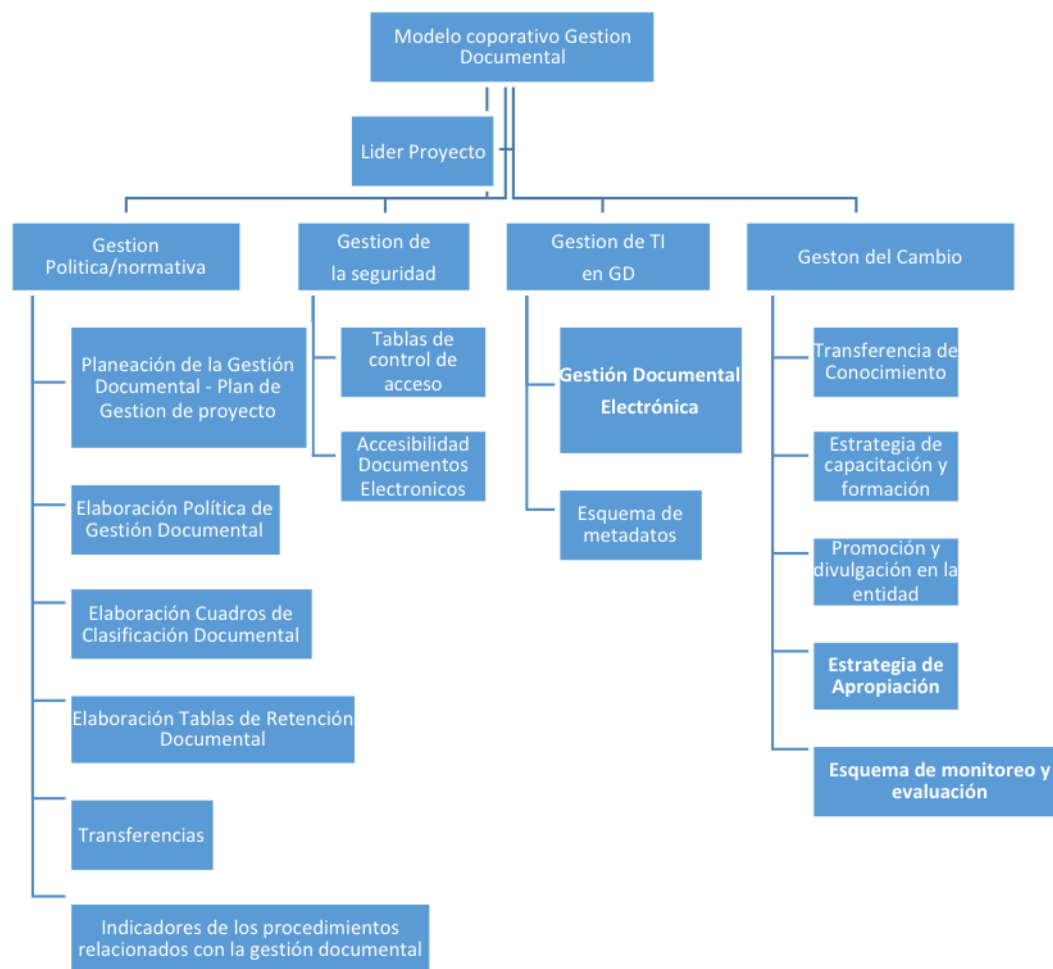 Modelo coporativo Gestion
Documental
Lider Proyecto
Gestion
Politica/normativa
Gestion de
la seguridad
Gestion de TI
en GD
Geston del Cambio
Planeación de la Gestión
Documental - Plan de
Gestion de proyecto
Elaboración Política de
Gestión Documental
Elaboración Cuadros de
Clasificación Documental
Elaboración Tablas de Retención
Documental
Transferencias
Indicadores de los procedimientos
relacionados con la gestión documental
Tablas de
control de
acceso
Accesibilidad
Documentos
Electronicos
Gestión Documental
Electrónica
Esquema de
metadatos
Transferencia de
Conocimiento
Estrategia de
capacitación y
formación
Promoción y
divulgación en la
entidad
Estrategia de
Apropiación
Esquema de monitoreo y
evaluación